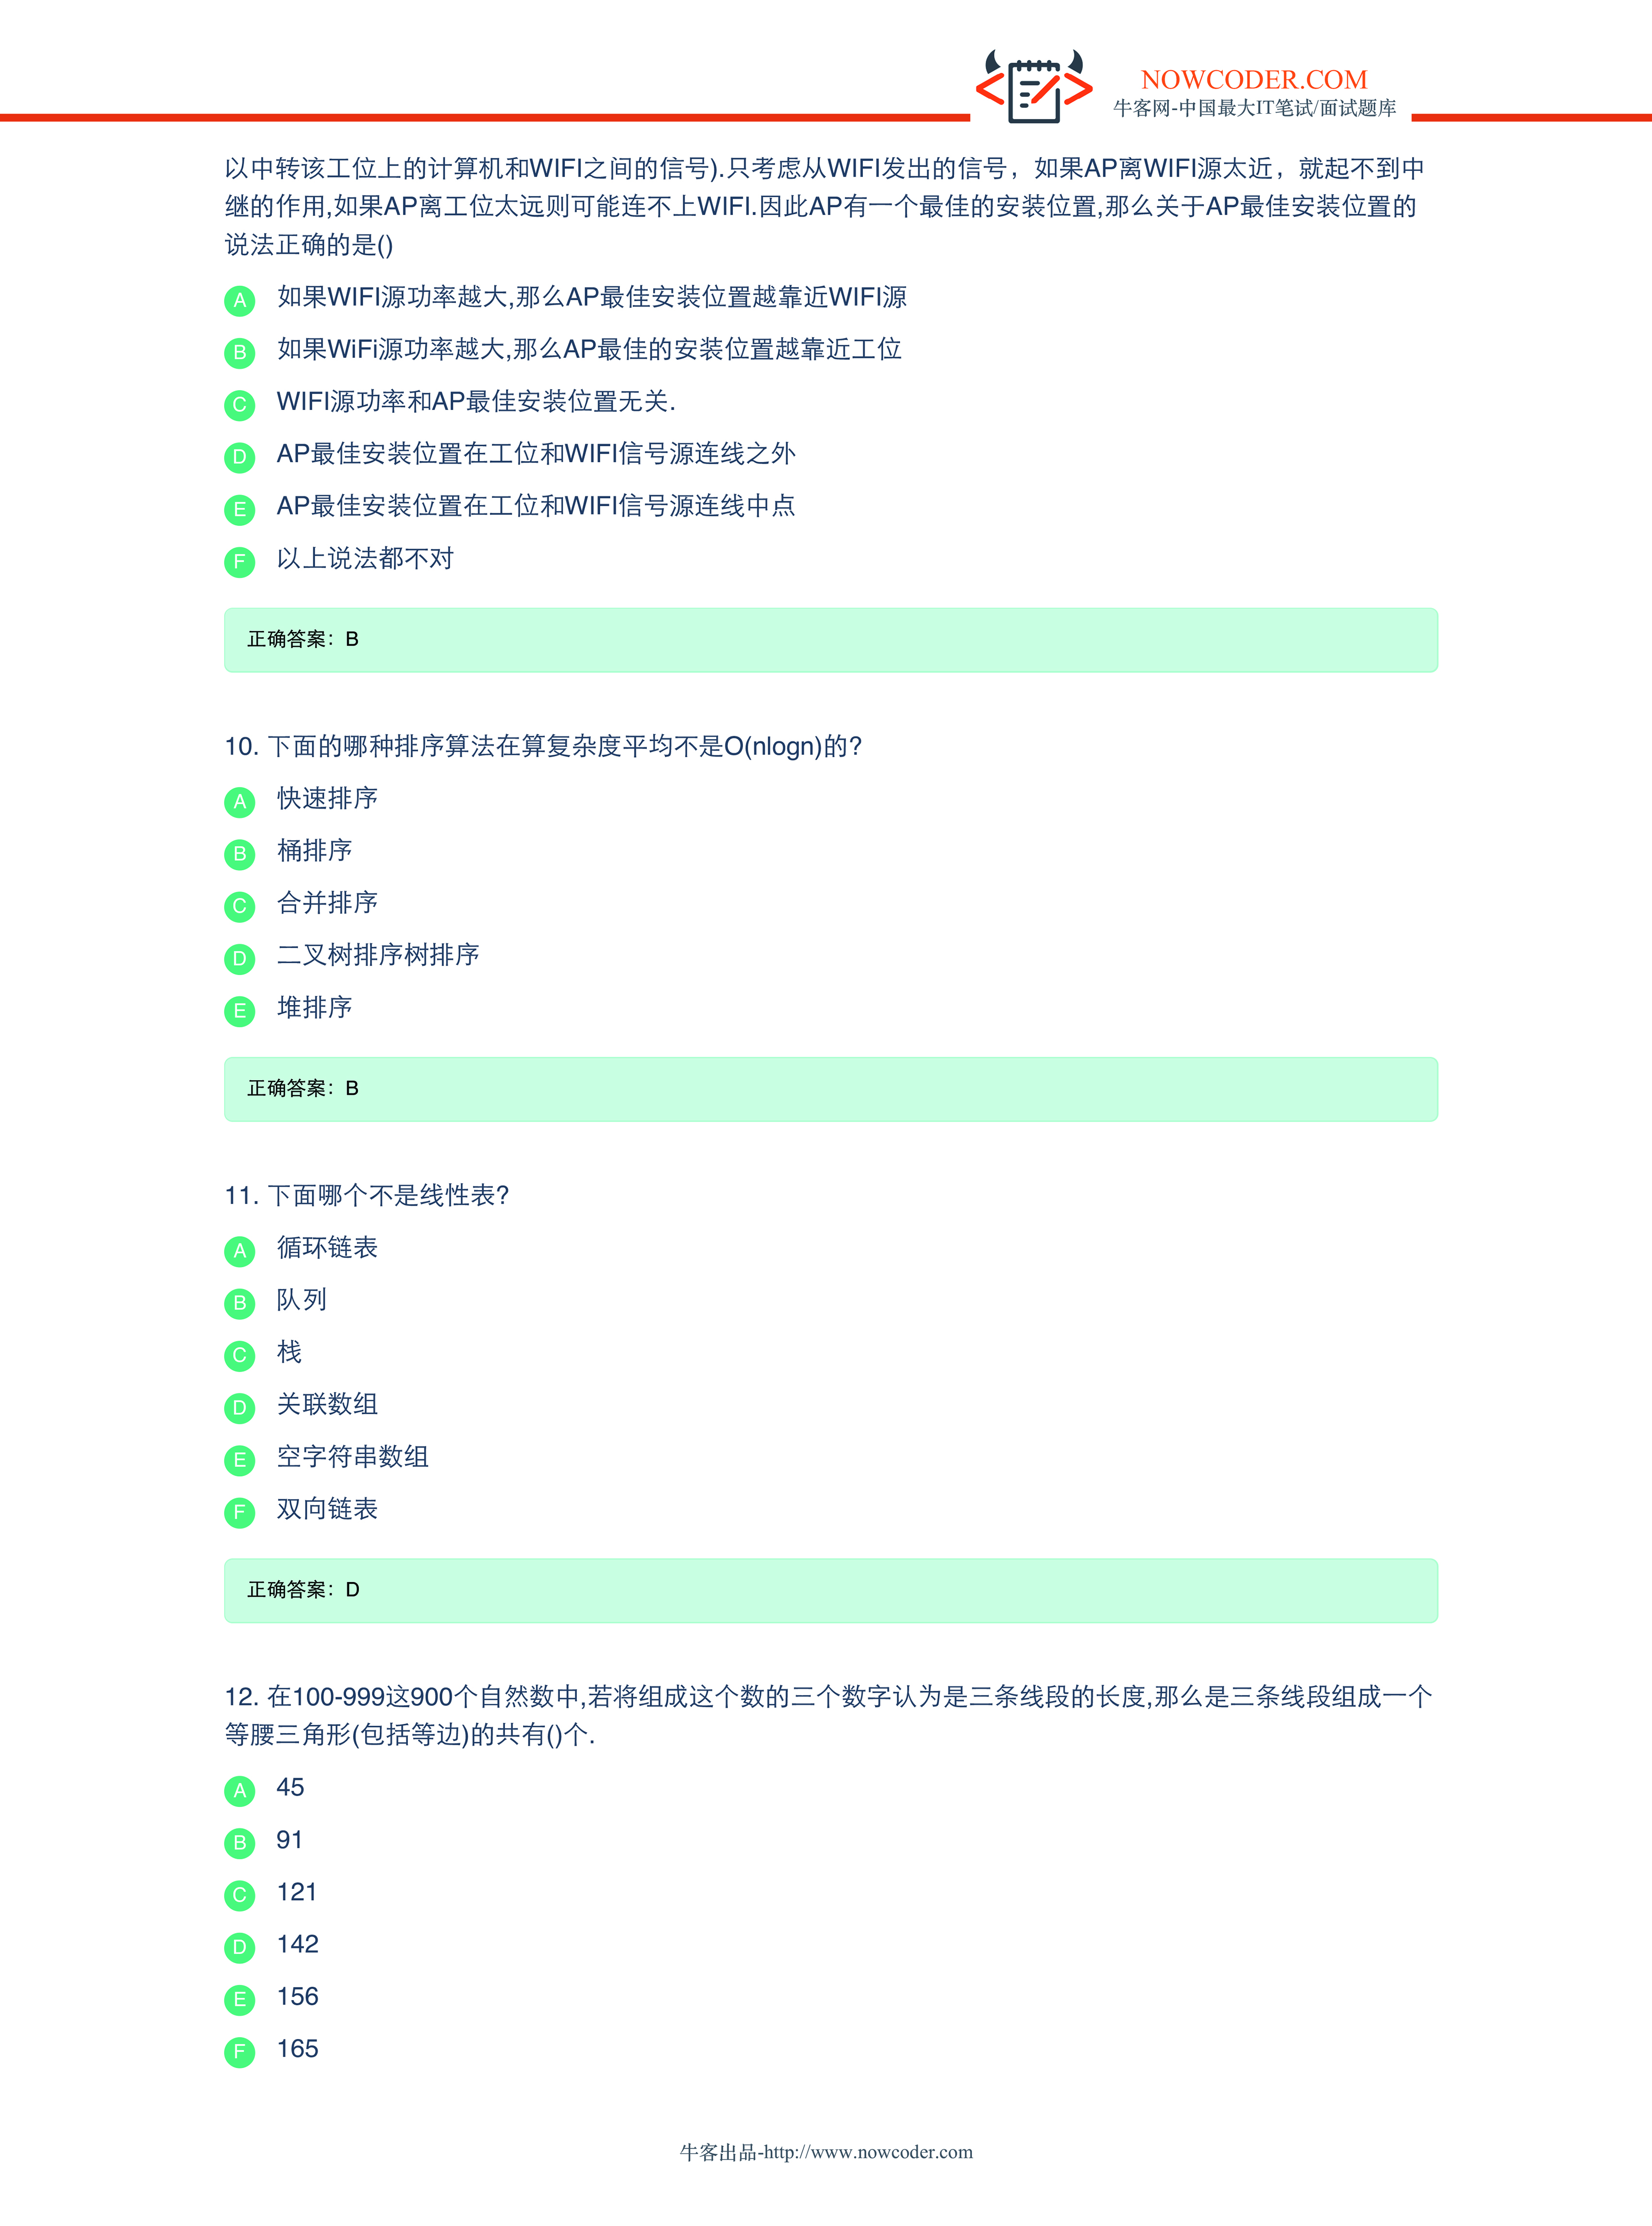 NOWCODER.COM
牛客网-中国最大IT笔试/面试题库
以中转该工位上的计算机和WIFI之间的信号).只考虑从WIFI发出的信号，如果AP离WIFI源太近，就起不到中
继的作用,如果AP离工位太远则可能连不上WIFI.因此AP有一个最佳的安装位置,那么关于AP最佳安装位置的
说法正确的是()
A 如果WIFI源功率越大,那么AP最佳安装位置越靠近WIFI源
B 如果WiFi源功率越大,那么AP最佳的安装位置越靠近工位
C WIFI源功率和AP最佳安装位置无关.
D AP最佳安装位置在工位和WIFI信号源连线之外
E AP最佳安装位置在工位和WIFI信号源连线中点
F 以上说法都不对
正确答案：B
10. 下面的哪种排序算法在算复杂度平均不是O(nlogn)的?
A 快速排序
B 桶排序
C 合并排序
D 二叉树排序树排序
E 堆排序
正确答案：B
11. 下面哪个不是线性表?
A 循环链表
B 队列
C 栈
D 关联数组
E 空字符串数组
F 双向链表
正确答案：D
12. 在100-999这900个自然数中,若将组成这个数的三个数字认为是三条线段的长度,那么是三条线段组成一个
等腰三角形(包括等边)的共有()个.
A 45
B 91
C 121
D 142
E 156
F 165
牛客出品-http://www.nowcoder.com